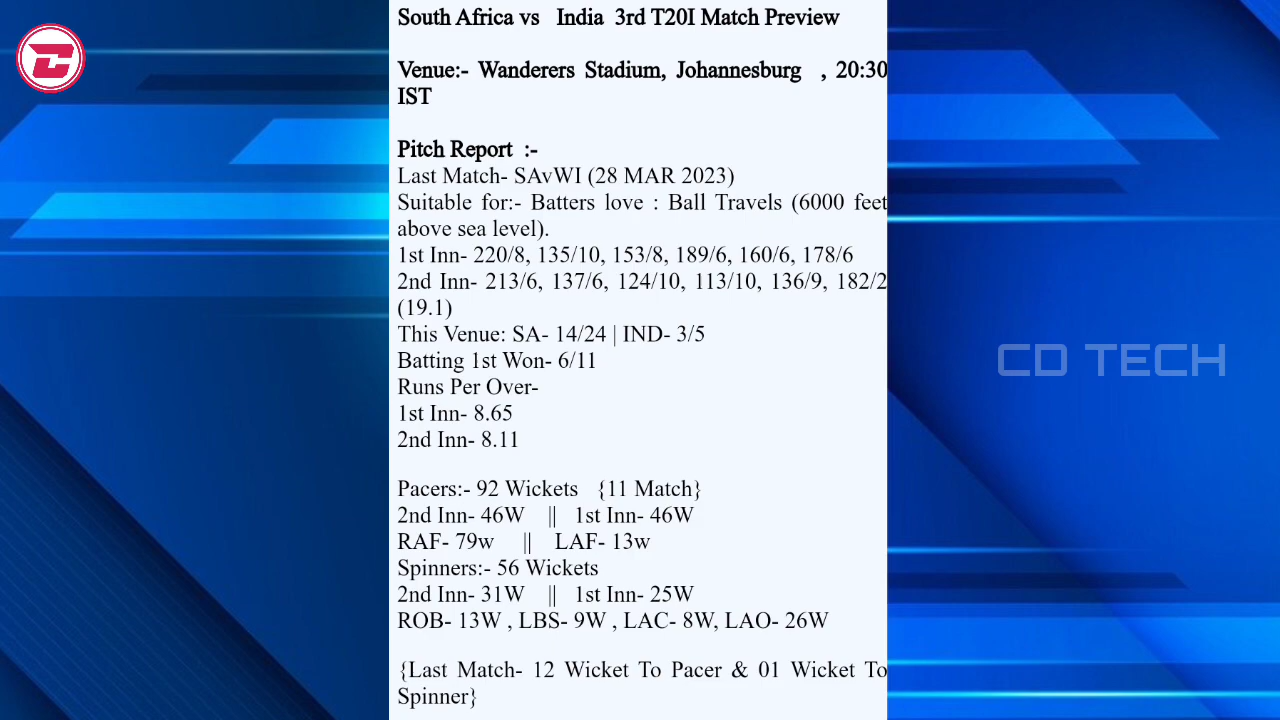 South Africa vs India 3rd T20I Match Preview
Venue:- Wanderers Stadium, Johannesburg , 20:30
IST
Pitch Report :-
Last Match- SAvWI (28 MAR 2023)
Suitable for:- Batters love : Ball Travels (6000 feet
above sea level).
1st Inn- 220/8, 135/10, 153/8, 189/6, 160/6, 178/6
2nd Inn- 213/6, 137/6, 124/10, 113/10, 136/9, 182/2
(19.1)
This Venue: SA- 14/24 | IND- 3/5
Batting 1st Won- 6/11
Runs Per Over-
1st Inn- 8.65
2nd Inn- 8.11
Pacers:- 92 Wickets {11 Match}
2nd Inn- 46W || 1st Inn- 46W
RAF- 79w || LAF- 13w
Spinners:- 56 Wickets
2nd Inn- 31W || 1st Inn- 25W
ROB- 13W , LBS- 9W , LAC- 8W, LAO- 26W
{Last Match- 12 Wicket To Pacer & 01 Wicket To
Spinner}
CD TECH